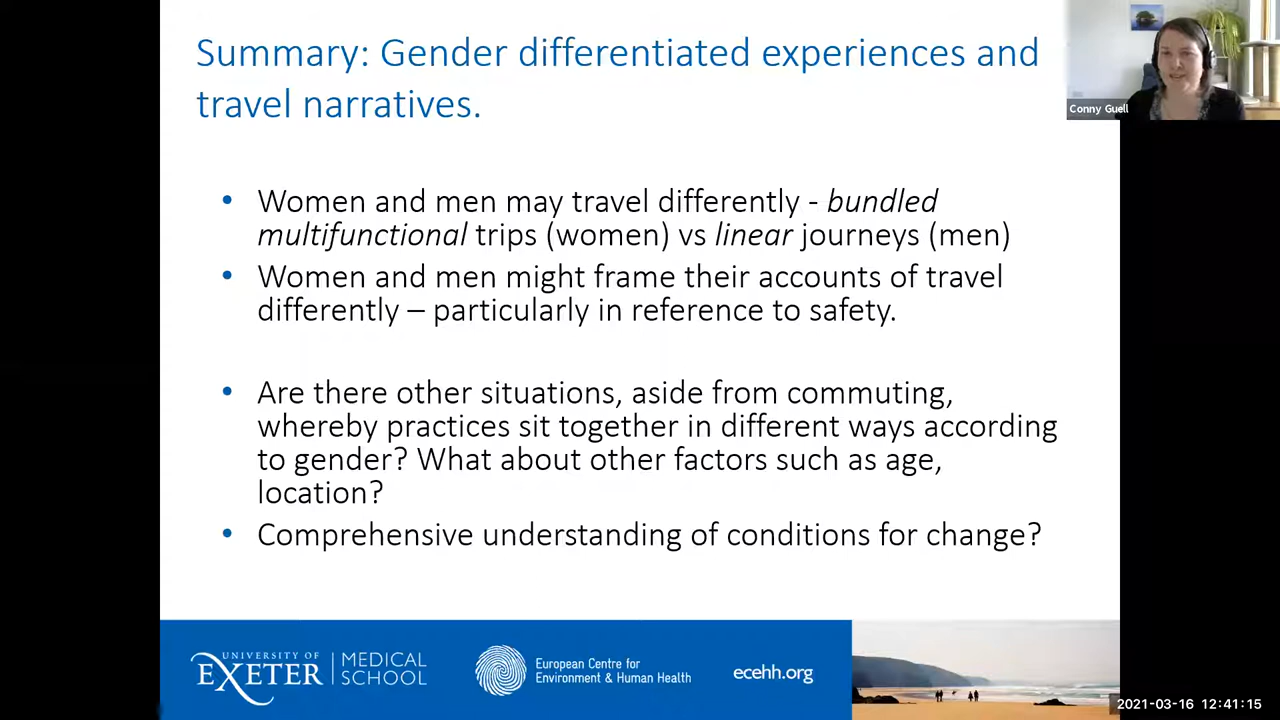 Summary: Gender differentiated experiences and
travel narratives.
Conny Guell
• Women and men may travel differently - bundled
multifunctional trips (women) vs linear journeys (men)
• Women and men might frame their accounts of travel
differently – particularly in reference to safety.
• Are there other situations, aside from commuting,
whereby practices sit together in different ways according
to gender? What about other factors such as age,
location?
• Comprehensive understanding of conditions for change?
UNIVERSITY OF
EXETER
MEDICAL
SCHOOL
European Centre for
Environment & Human Health
ecehh.org
2021-03-16 12:41:15